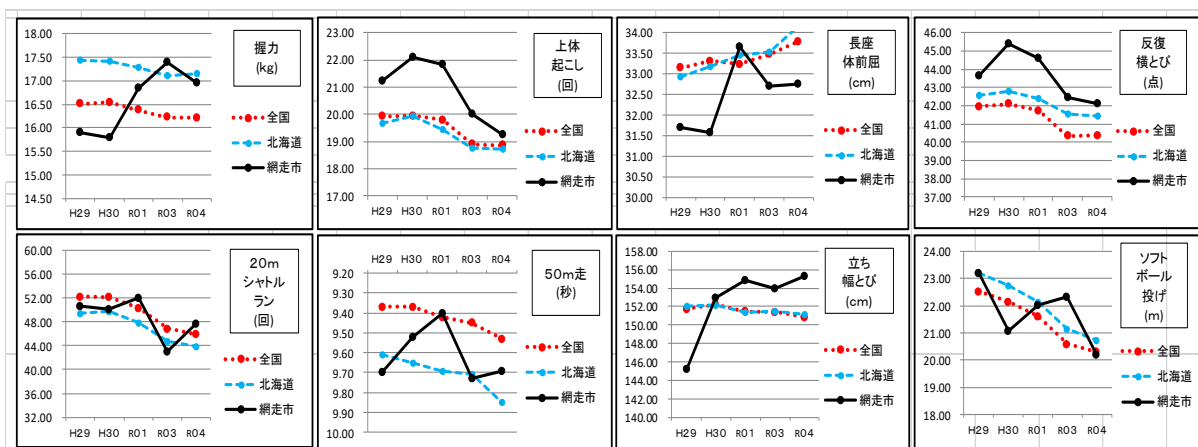 握力
(kg)
18.00
17.50
17.00
16.50
16.00
15.50
15.00
14.50
H29 H30 R01 R03 R04
全国
北海道
網走市
上体
起こし
(回)
23.00
22.00
21.00
20.00
19.00
18.00
17.00
H29 H30 R01 R03 R04
全国
北海道
網走市
長座
体前屈
(cm)
34.00
33.50
33.00
32.50
32.00
31.50
31.00
30.50
30.00
H29 H30 R01 R03 R04
全国
北海道
網走市
反復
横とび
(点)
46.00
45.00
44.00
43.00
42.00
41.00
40.00
39.00
38.00
37.00
H29 H30 R01 R03 R04
全国
北海道
網走市
20m
シャトル
ラン
(回)
60.00
56.00
52.00
48.00
44.00
40.00
36.00
32.00
H29 H30 R01 R03 R04
全国
北海道
網走市
50m走
(秒)
H29 H30 R01 R03 R04
9.20
9.30
9.40
9.50
9.60
9.70
9.80
9.90
10.00
全国
北海道
網走市
立ち
幅とび
(cm)
158.00
156.00
154.00
152.00
150.00
148.00
146.00
144.00
142.00
140.00
H29 H30 R01 R03 R04
全国
北海道
網走市
ソフト
ボール
投げ
(m)
24.00
23.00
22.00
21.00
20.00
19.00
18.00
H29 H30 R01 R03 R04
全国
北海道
網走市